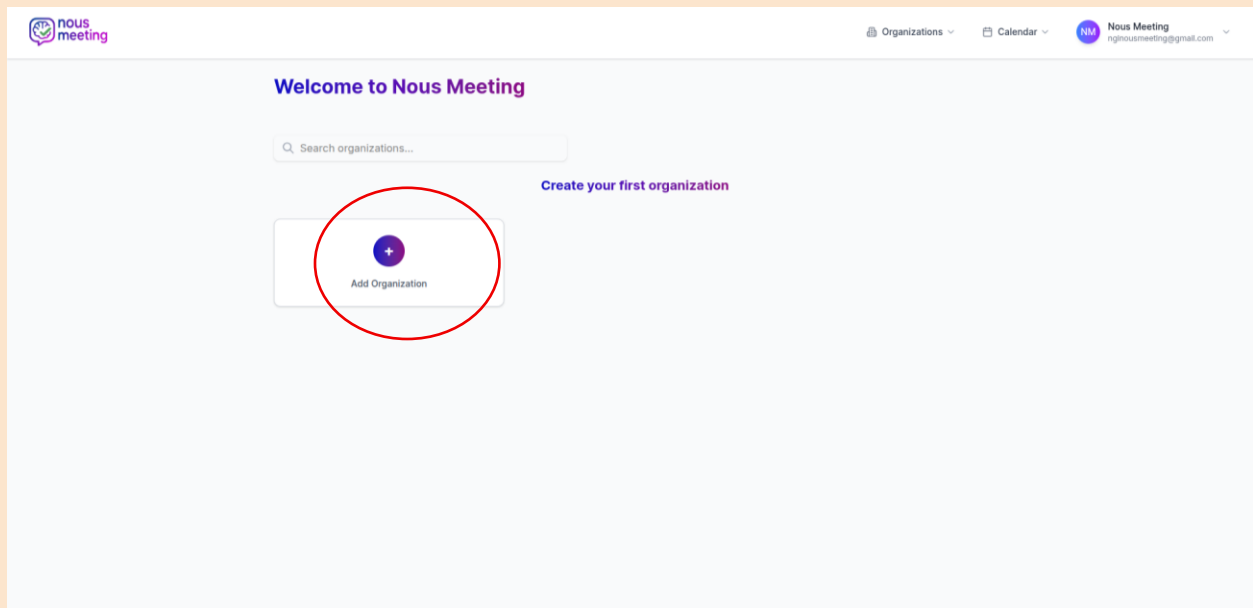 nous
meeting
Organizations
Calendar
NM
Nous Meeting
nginousmeeting@gmail.com
Welcome to Nous Meeting
Search organizations...
Create your first organization
+
Add Organization